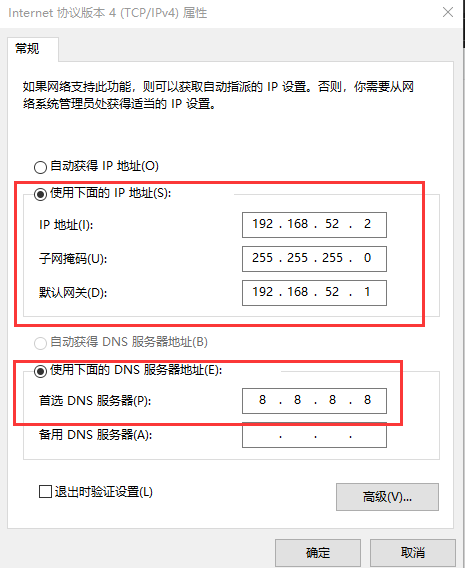 Internet 协议版本 4 (TCP/IPv4) 属性
常规
如果网络支持此功能，则可以获取自动指派的 IP 设置。否则，你需要从网
络系统管理员处获得适当的 IP 设置。
自动获得 IP 地址(O)
使用下面的 IP 地址(S):
IP 地址(I): 192 . 168 . 52 . 2
子网掩码(U): 255 . 255 . 255 . 0
默认网关(D): 192 . 168 . 52 . 1
自动获得 DNS 服务器地址(B)
使用下面的 DNS 服务器地址(E):
首选 DNS 服务器(P): 8 . 8 . 8 . 8
备用 DNS 服务器(A): . . .
退出时验证设置(L)
高级(V)...
确定 取消